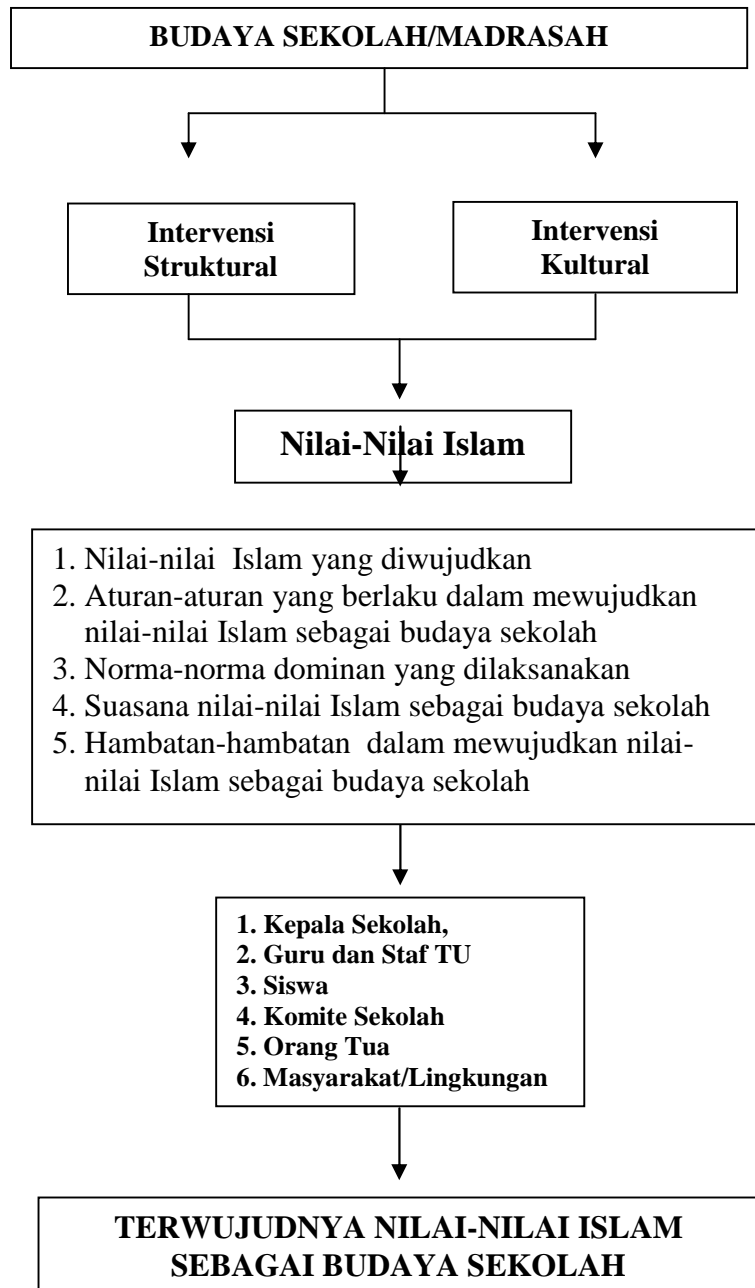 BUDAYA SEKOLAH/MADRASAH
Intervensi
Struktural
Intervensi
Kultural
Nilai-Nilai Islam
1. Nilai-nilai Islam yang diwujudkan
2. Aturan-aturan yang berlaku dalam mewujudkan
nilai-nilai Islam sebagai budaya sekolah
3. Norma-norma dominan yang dilaksanakan
4. Suasana nilai-nilai Islam sebagai budaya sekolah
5. Hambatan-hambatan dalam mewujudkan nilai-
nilai Islam sebagai budaya sekolah
1. Kepala Sekolah,
2. Guru dan Staf TU
3. Siswa
4. Komite Sekolah
5. Orang Tua
6. Masyarakat/Lingkungan
TERWUJUDNYA NILAI-NILAI ISLAM
SEBAGAI BUDAYA SEKOLAH